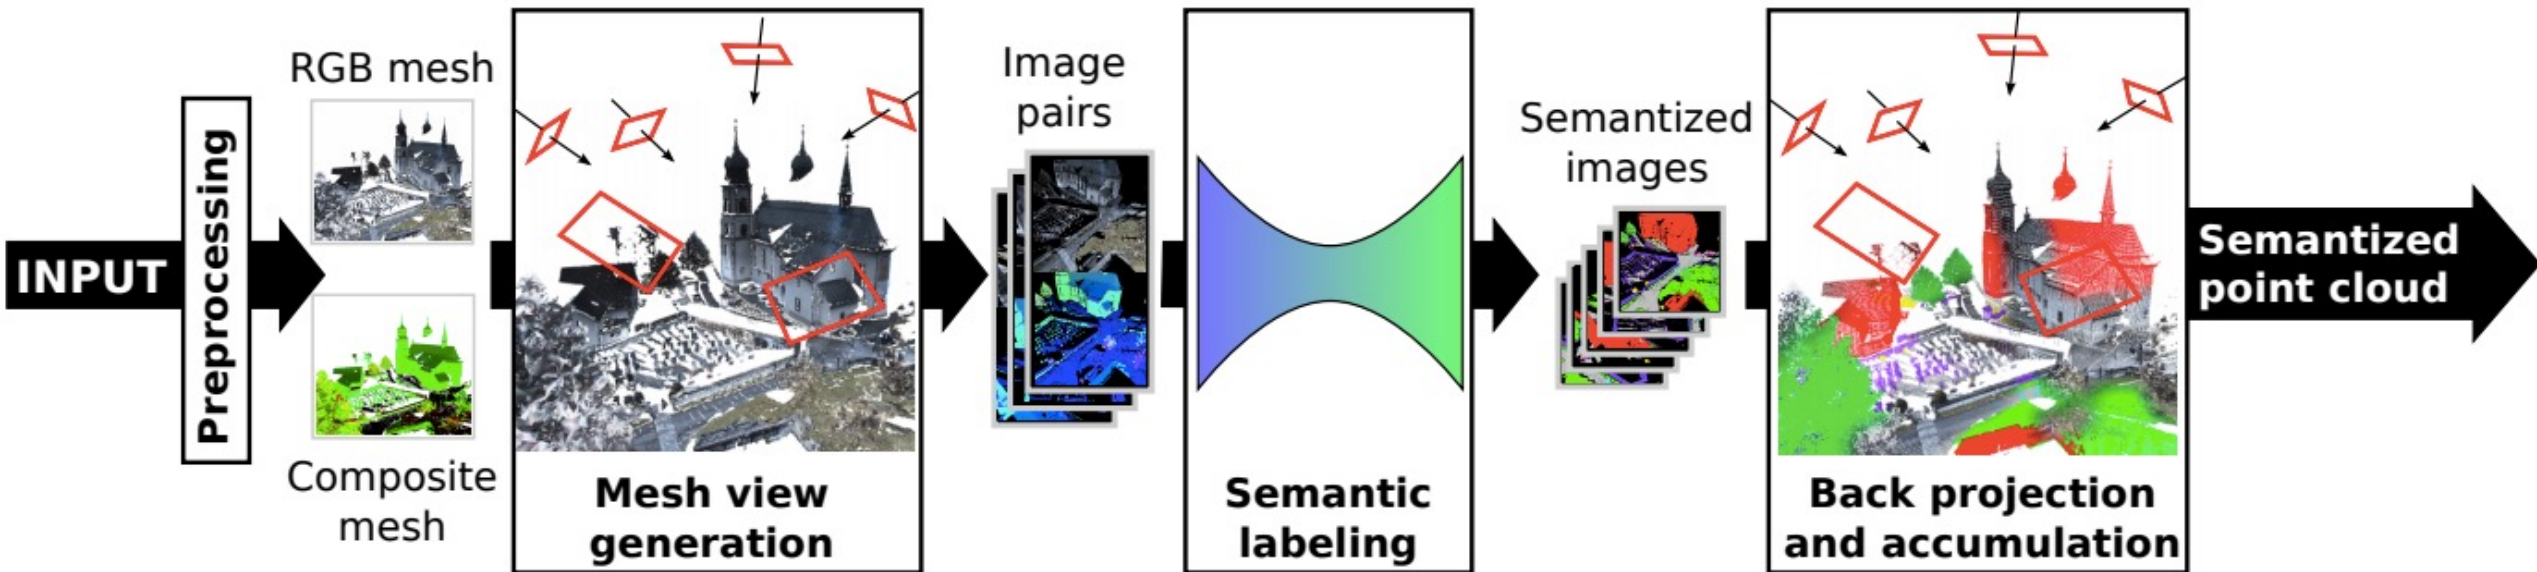 INPUT
Preprocessing
RGB mesh
Composite
mesh
Mesh view
generation
Image
pairs
Semantic
labeling
Semantized
images
Back projection
and accumulation
Semantized
point cloud